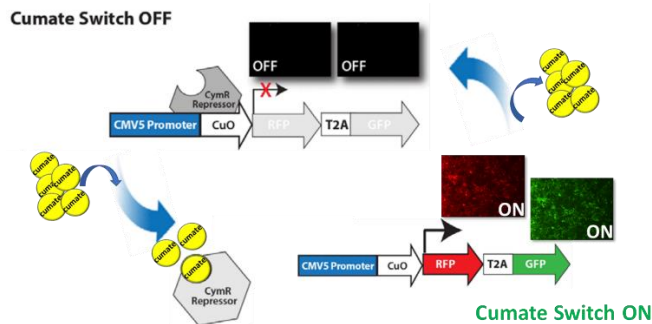 Cumate Switch OFF
OFF
OFF
CymR
Repressor
X
CMV5 Promoter
CuO
RFP
T2A
GFP
cumate
cumate
cumate
cumate
cumate
cumate
cumate
cumate
cumate
cumate
cumate
cumate
cumate
CymR
Repressor
ON
ON
CMV5 Promoter
CuO
RFP
T2A
GFP
Cumate Switch ON